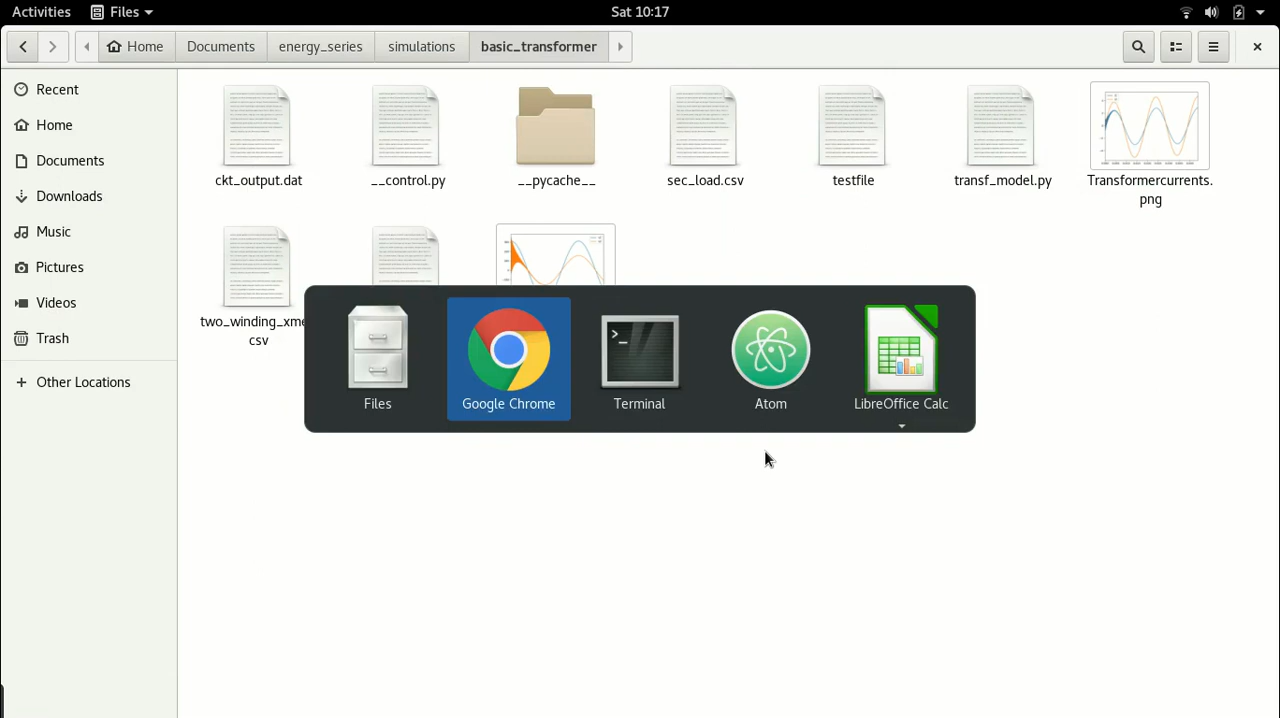 Activities Files Sat 10:17
Home Documents energy_series simulations basic_transformer
Recent
Home
Documents
Downloads
Music
Pictures
Videos
Trash
Other Locations
ckt_output.dat __control.py __pycache__ sec_load.csv testfile transf_model.py Transformercurrents.
png
two_winding_xme
csv
Files Google Chrome Terminal Atom LibreOffice Calc